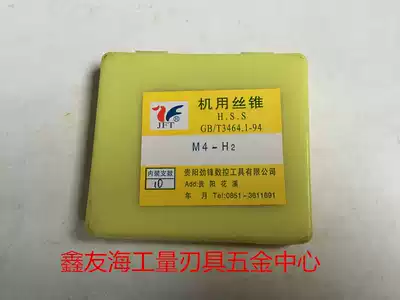 机用丝锥
H.S.S
JFT
GB/T3464.1-94
M4-H2
内装支数
10
贵阳劲锋数控工具有限公司
Add:贵阳花溪
年 月 Tel:0851-3611691
鑫友海工量刃具五金中心